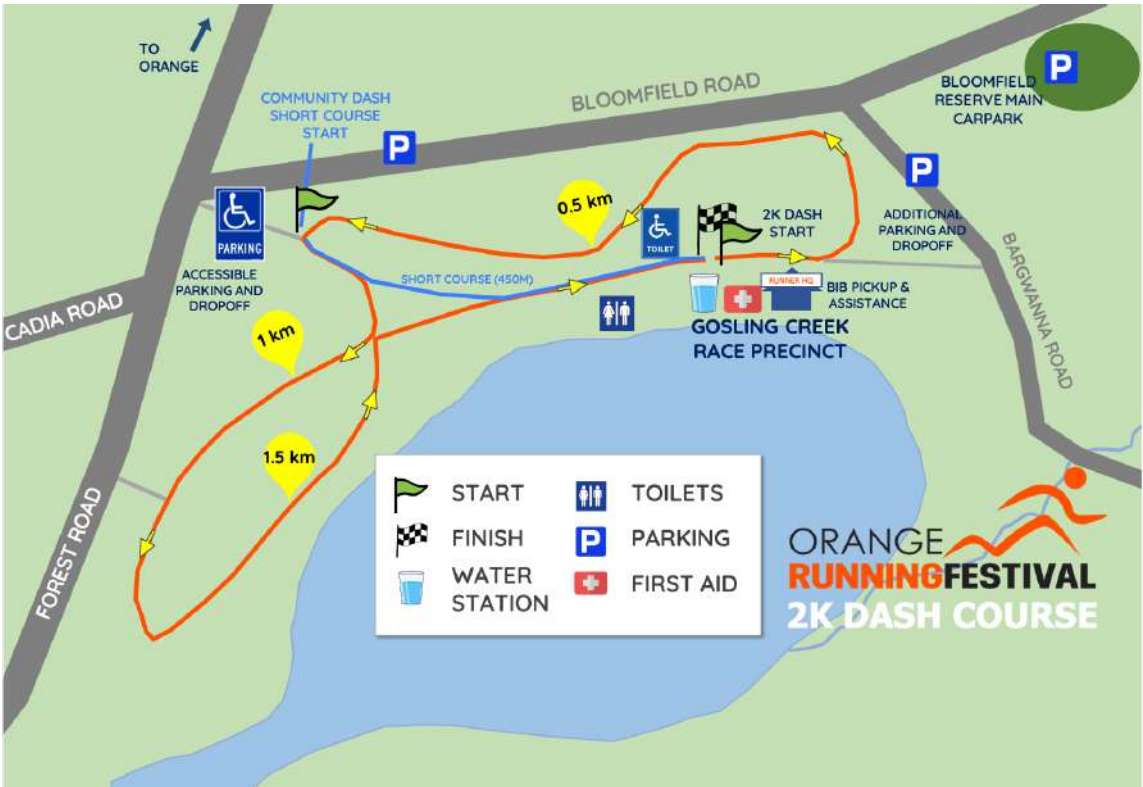 TO
ORANGE
COMMUNITY DASH
SHORT COURSE
START
BLOOMFIELD ROAD
P
BLOOMFIELD
RESERVE MAIN
CARPARK
P
P
PARKING
ACCESSIBLE
PARKING AND
DROPOFF
0.5 km
TOILET
2K DASH
START
ADDITIONAL
PARKING AND
DROPOFF
SHORT COURSE (450M)
RUNNER HQ
BIB PICKUP &
ASSISTANCE
GOSLING CREEK
RACE PRECINCT
BARGWANNA ROAD
CADIA ROAD
1 km
1.5 km
FOREST ROAD
START
TOILETS
FINISH
P
PARKING
WATER
STATION
FIRST AID
ORANGE
RUNNINGFESTIVAL
2K DASH COURSE